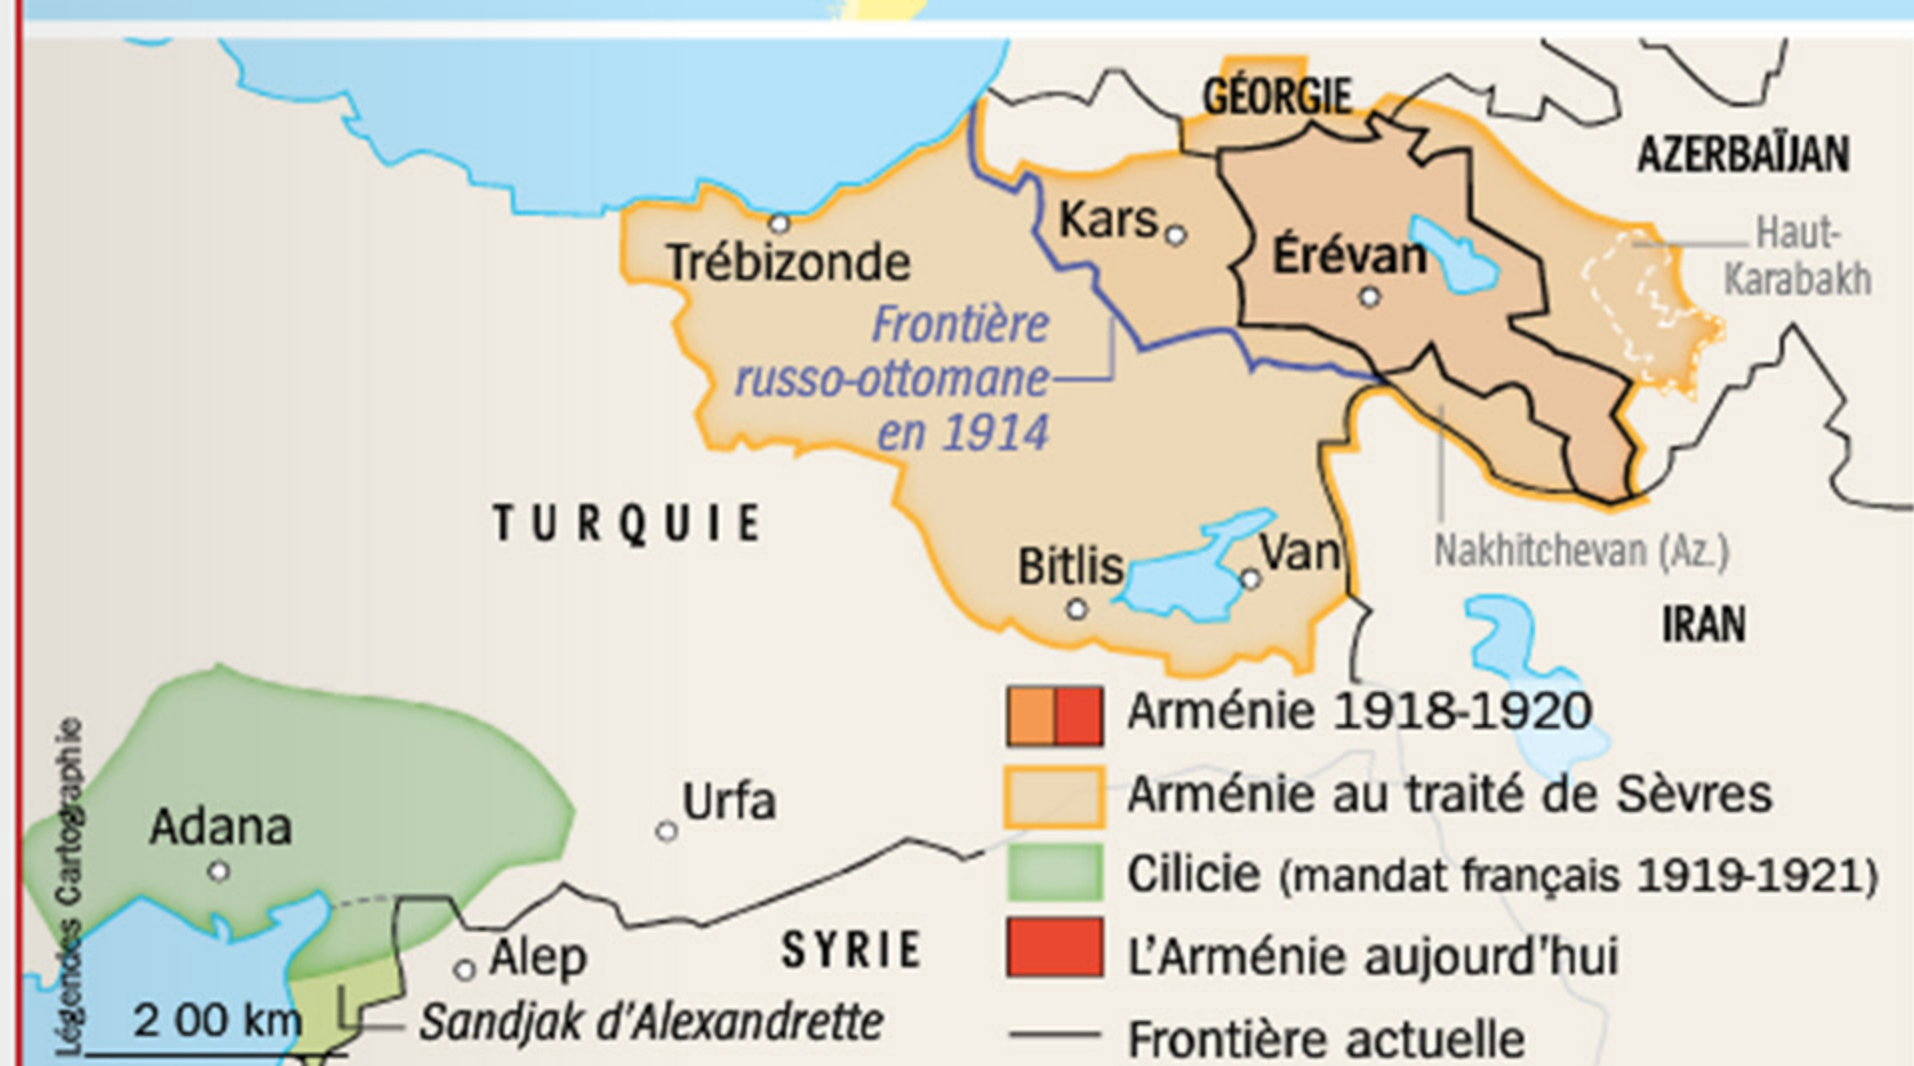 GÉORGIE
AZERBAÏJAN
Haut-
Karabakh
Kars
Érévan
Trébizonde
Frontière
russo-ottomane
en 1914
TURQUIE
Bitlis
Van
Nakhitchevan (Az.)
IRAN
Arménie 1918-1920
Arménie au traité de Sèvres
Cilicie (mandat français 1919-1921)
L'Arménie aujourd'hui
Frontière actuelle
Adana
Urfa
Alep
SYRIE
Sandjak d'Alexandrette
2 00 km
Légendes Cartographie